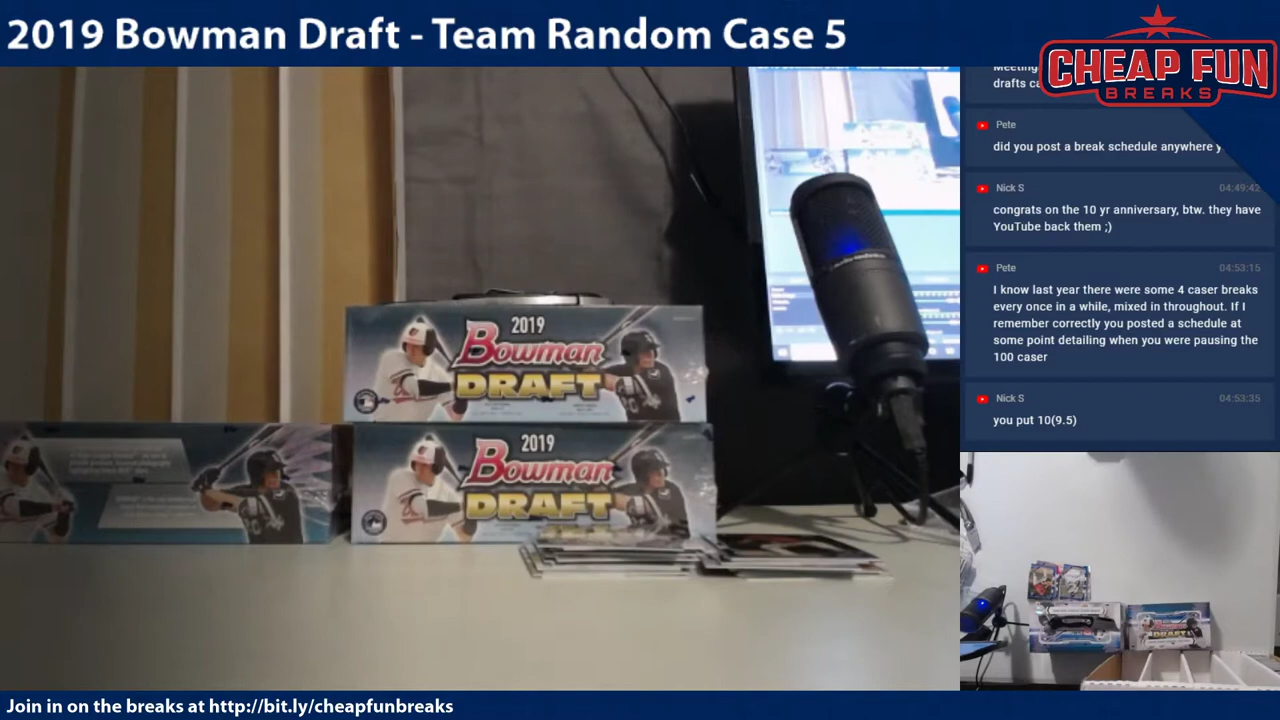 2019 Bowman Draft - Team Random Case 5
CHEAP FUN
BREAKS
Meeting
drafts
Pete
did you post a break schedule anywhere
Nick S 04:49:42
congrats on the 10 yr anniversary, btw. they have
YouTube back them ;)
Pete 04:53:15
I know last year there were some 4 caser breaks
every once in a while, mixed in throughout. If I
remember correctly you posted a schedule at
some point detailing when you were pausing the
100 caser
Nick S 04:53:35
you put 10(9.5)
2019
Bowman
DRAFT
2019
Bowman
DRAFT
Join in on the breaks at http://bit.ly/cheapfunbreaks